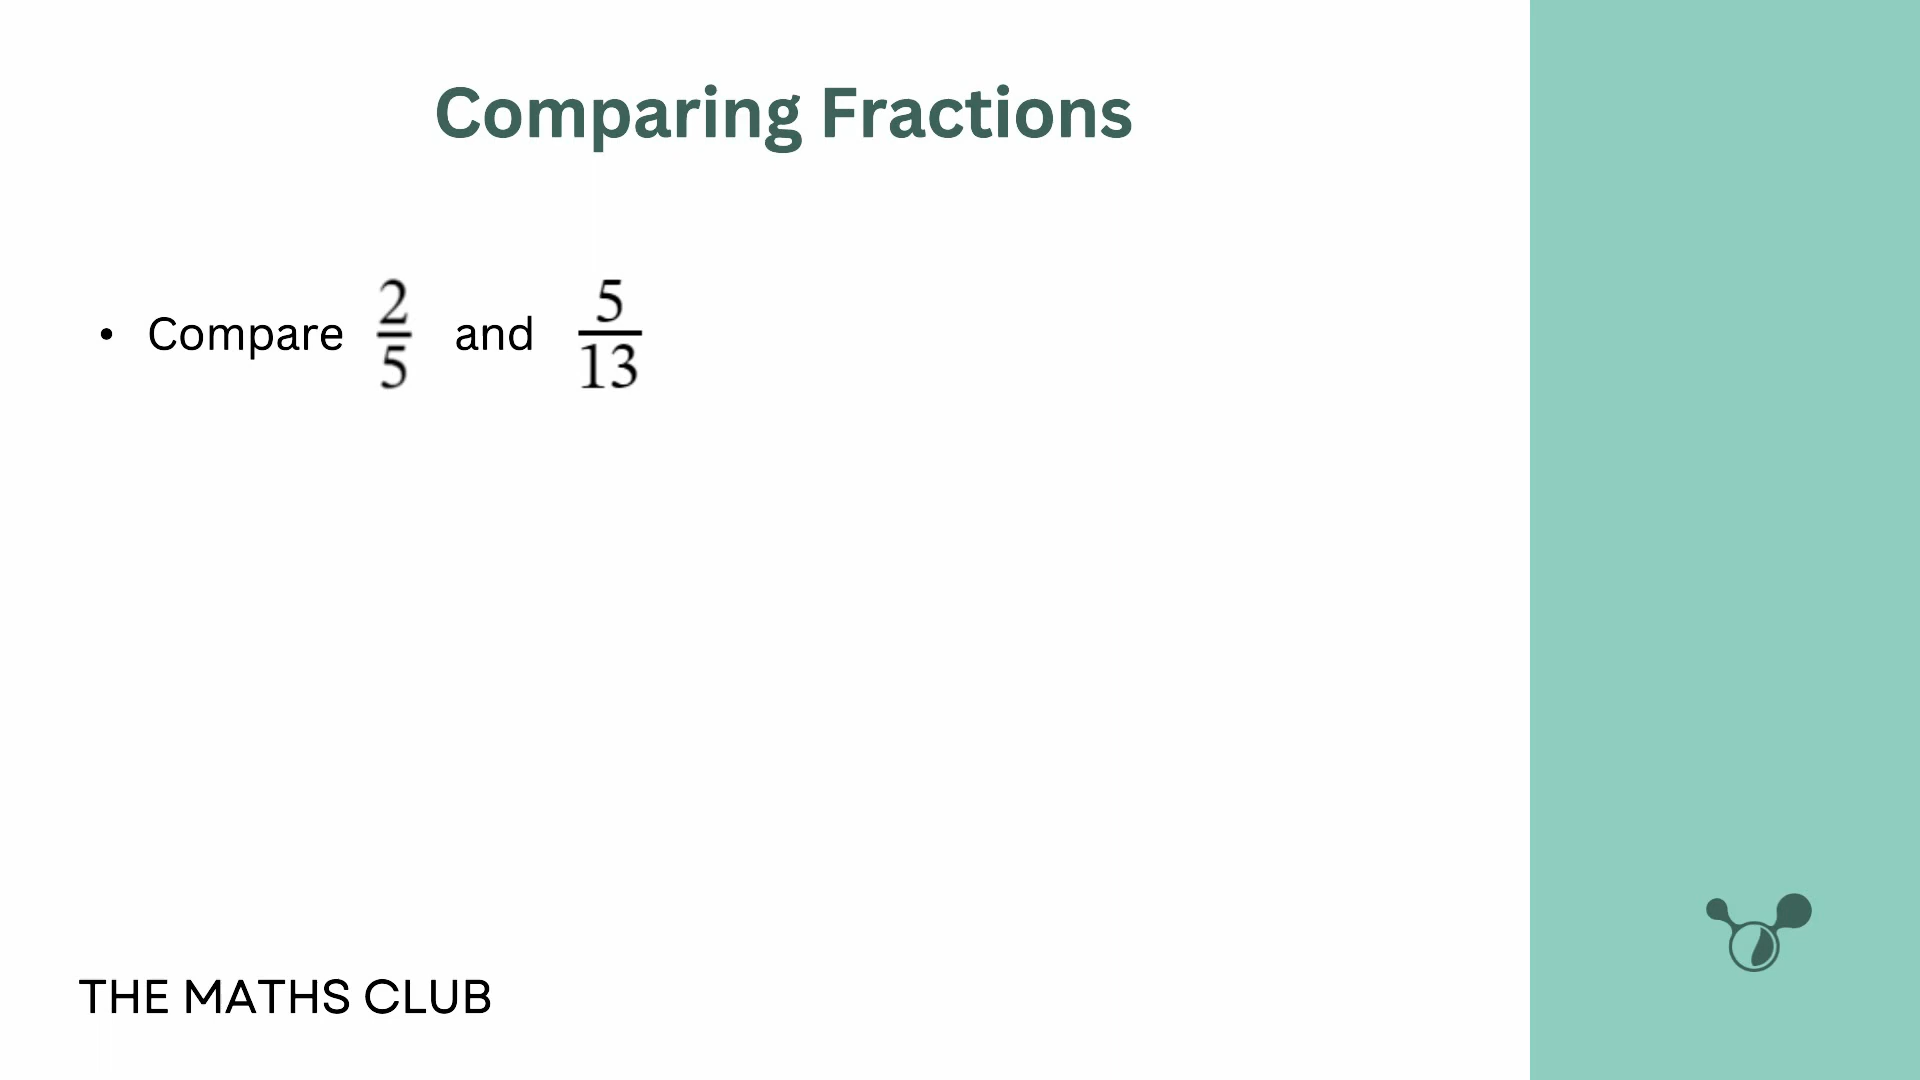 Comparing Fractions
• Compare 2/5 and 5/13
THE MATHS CLUB